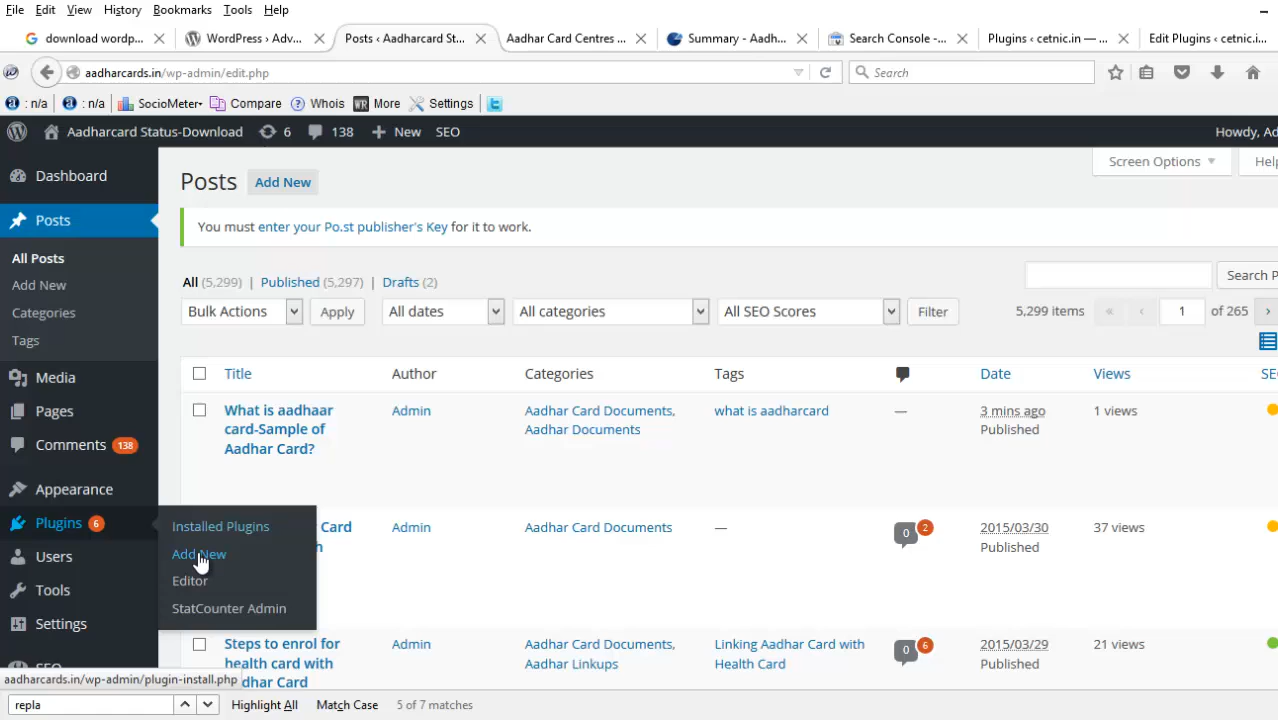 File Edit View History Bookmarks Tools Help
download wordp... WordPress › Adv... Posts ‹ Aadharcard St... Aadhar Card Centres ... Summary - Aadh... Search Console -... Plugins ‹ cetnic.in — ... Edit Plugins ‹ cetnic.i...
aadharcards.in/wp-admin/edit.php Search
: n/a : n/a SocioMeter Compare Whois More Settings
Aadharcard Status-Download 6 138 New SEO Howdy, Ad
Dashboard
Posts
All Posts
Add New
Categories
Tags
Media
Pages
Comments 138
Appearance
Plugins 6
Users
Tools
Settings
SEO
Installed Plugins
Add New
Editor
StatCounter Admin
Screen Options Help
Posts Add New
You must enter your Po.st publisher's Key for it to work.
All (5,299) | Published (5,297) | Drafts (2)
Search P
Bulk Actions Apply All dates All categories All SEO Scores Filter 5,299 items « ‹ 1 of 265 ›
Title Author Categories Tags Date Views SE
What is aadhaar
card-Sample of
Aadhar Card?
Admin
Aadhar Card Documents,
Aadhar Documents
what is aadharcard
—
3 mins ago
Published
1 views
Card
Admin
Aadhar Card Documents
—
0 2
2015/03/30
Published
37 views
Steps to enrol for
health card with
dhar Card
Admin
Aadhar Card Documents,
Aadhar Linkups
Linking Aadhar Card with
Health Card
0 6
2015/03/29
Published
21 views
aadharcards.in/wp-admin/plugin-install.php
repla Highlight All Match Case 5 of 7 matches